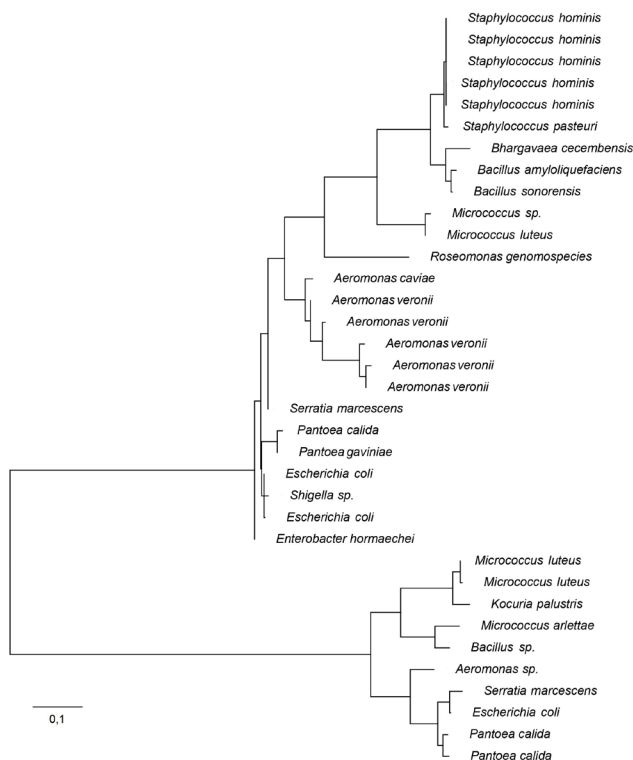 Staphylococcus hominis
Staphylococcus hominis
Staphylococcus hominis
Staphylococcus hominis
Staphylococcus hominis
Staphylococcus pasteuri
Bhargavaea cecembensis
Bacillus amyloliquefaciens
Bacillus sonorensis
Micrococcus sp.
Micrococcus luteus
Roseomonas genomospecies
Aeromonas caviae
Aeromonas veronii
Aeromonas veronii
Aeromonas veronii
Aeromonas veronii
Aeromonas veronii
Serratia marcescens
Pantoea calida
Pantoea gaviniae
Escherichia coli
Shigella sp.
Escherichia coli
Enterobacter hormaechei
Micrococcus luteus
Micrococcus luteus
Kocuria palustris
Micrococcus arlettae
Bacillus sp.
Aeromonas sp.
Serratia marcescens
Escherichia coli
Pantoea calida
Pantoea calida
0,1